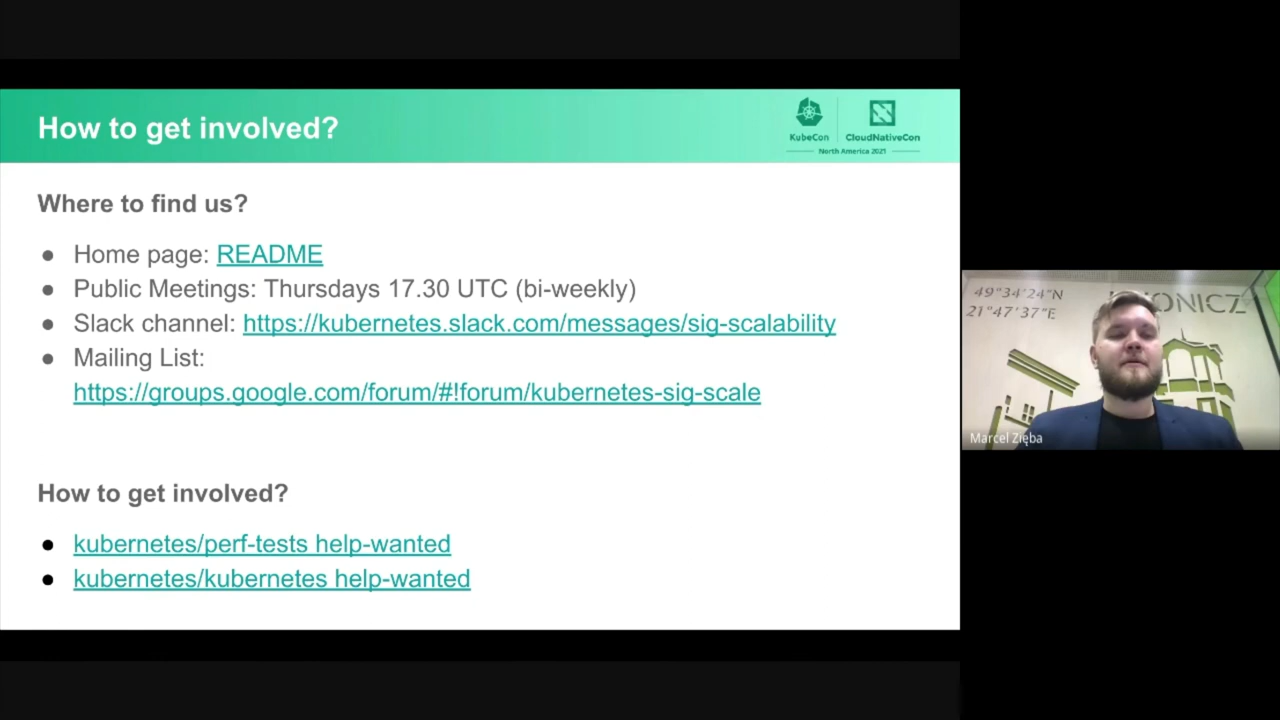 How to get involved?
KubeCon
CloudNativeCon
North America 2021
Where to find us?
● Home page: README
● Public Meetings: Thursdays 17.30 UTC (bi-weekly)
● Slack channel: https://kubernetes.slack.com/messages/sig-scalability
● Mailing List:
https://groups.google.com/forum/#!forum/kubernetes-sig-scale
How to get involved?
● kubernetes/perf-tests help-wanted
● kubernetes/kubernetes help-wanted
49°34'24"N
21°47'37"E
ONICZ
Marcel Zięba